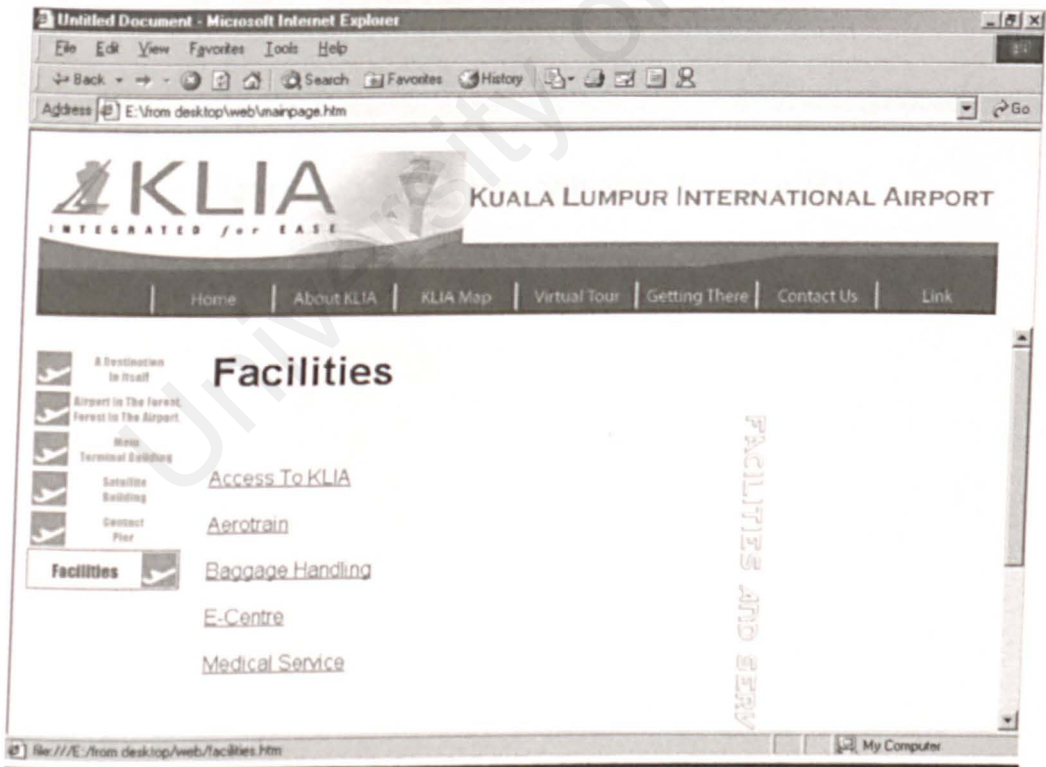 Untitled Document - Microsoft Internet Explorer
File Edit View Favorites Tools Help
Back Search Favorites History
Address E:\from desktop\web\mainpage.htm Go
KLIA
INTEGRATED for EASE
KUALA LUMPUR INTERNATIONAL AIRPORT
Home About KLIA KLIA Map Virtual Tour Getting There Contact Us Link
A Destination
In Itself
Airport In The Forest
Forest In The Airport
Main
Terminal Building
Satellite
Building
Contact
Pier
Facilities
Facilities
Access To KLIA
Aerotrain
Baggage Handling
E-Centre
Medical Service
FACILITIES AND SERV
file:///E:/from desktop/web/facilities.htm My Computer
University of